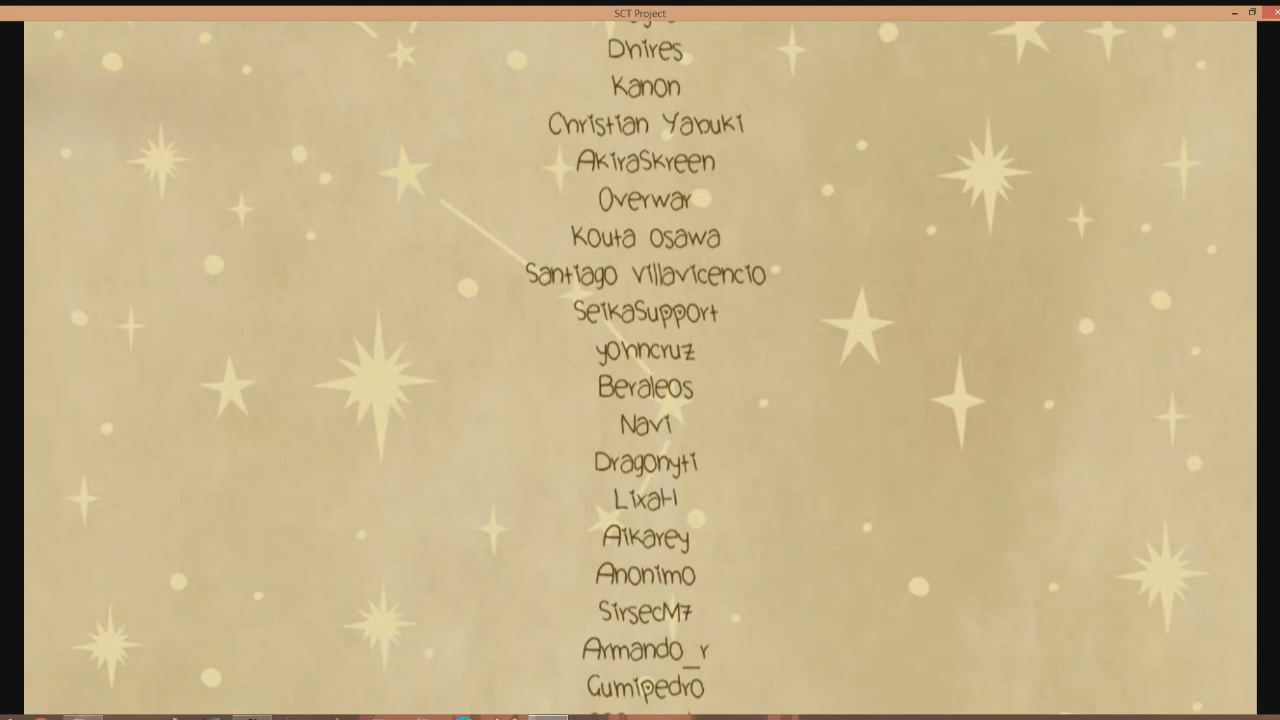 SCT Project
Dhires
Kanon
Christian Yabuki
AkiraSkreen
Overwar
Kouta Osawa
Santiago Villavicencio
SeikaSupport
yohncruz
Beraleos
Navi
Dragonyti
LixaH
Aikarey
Anonimo
SirsecM7
Armando_r
Gumipedro